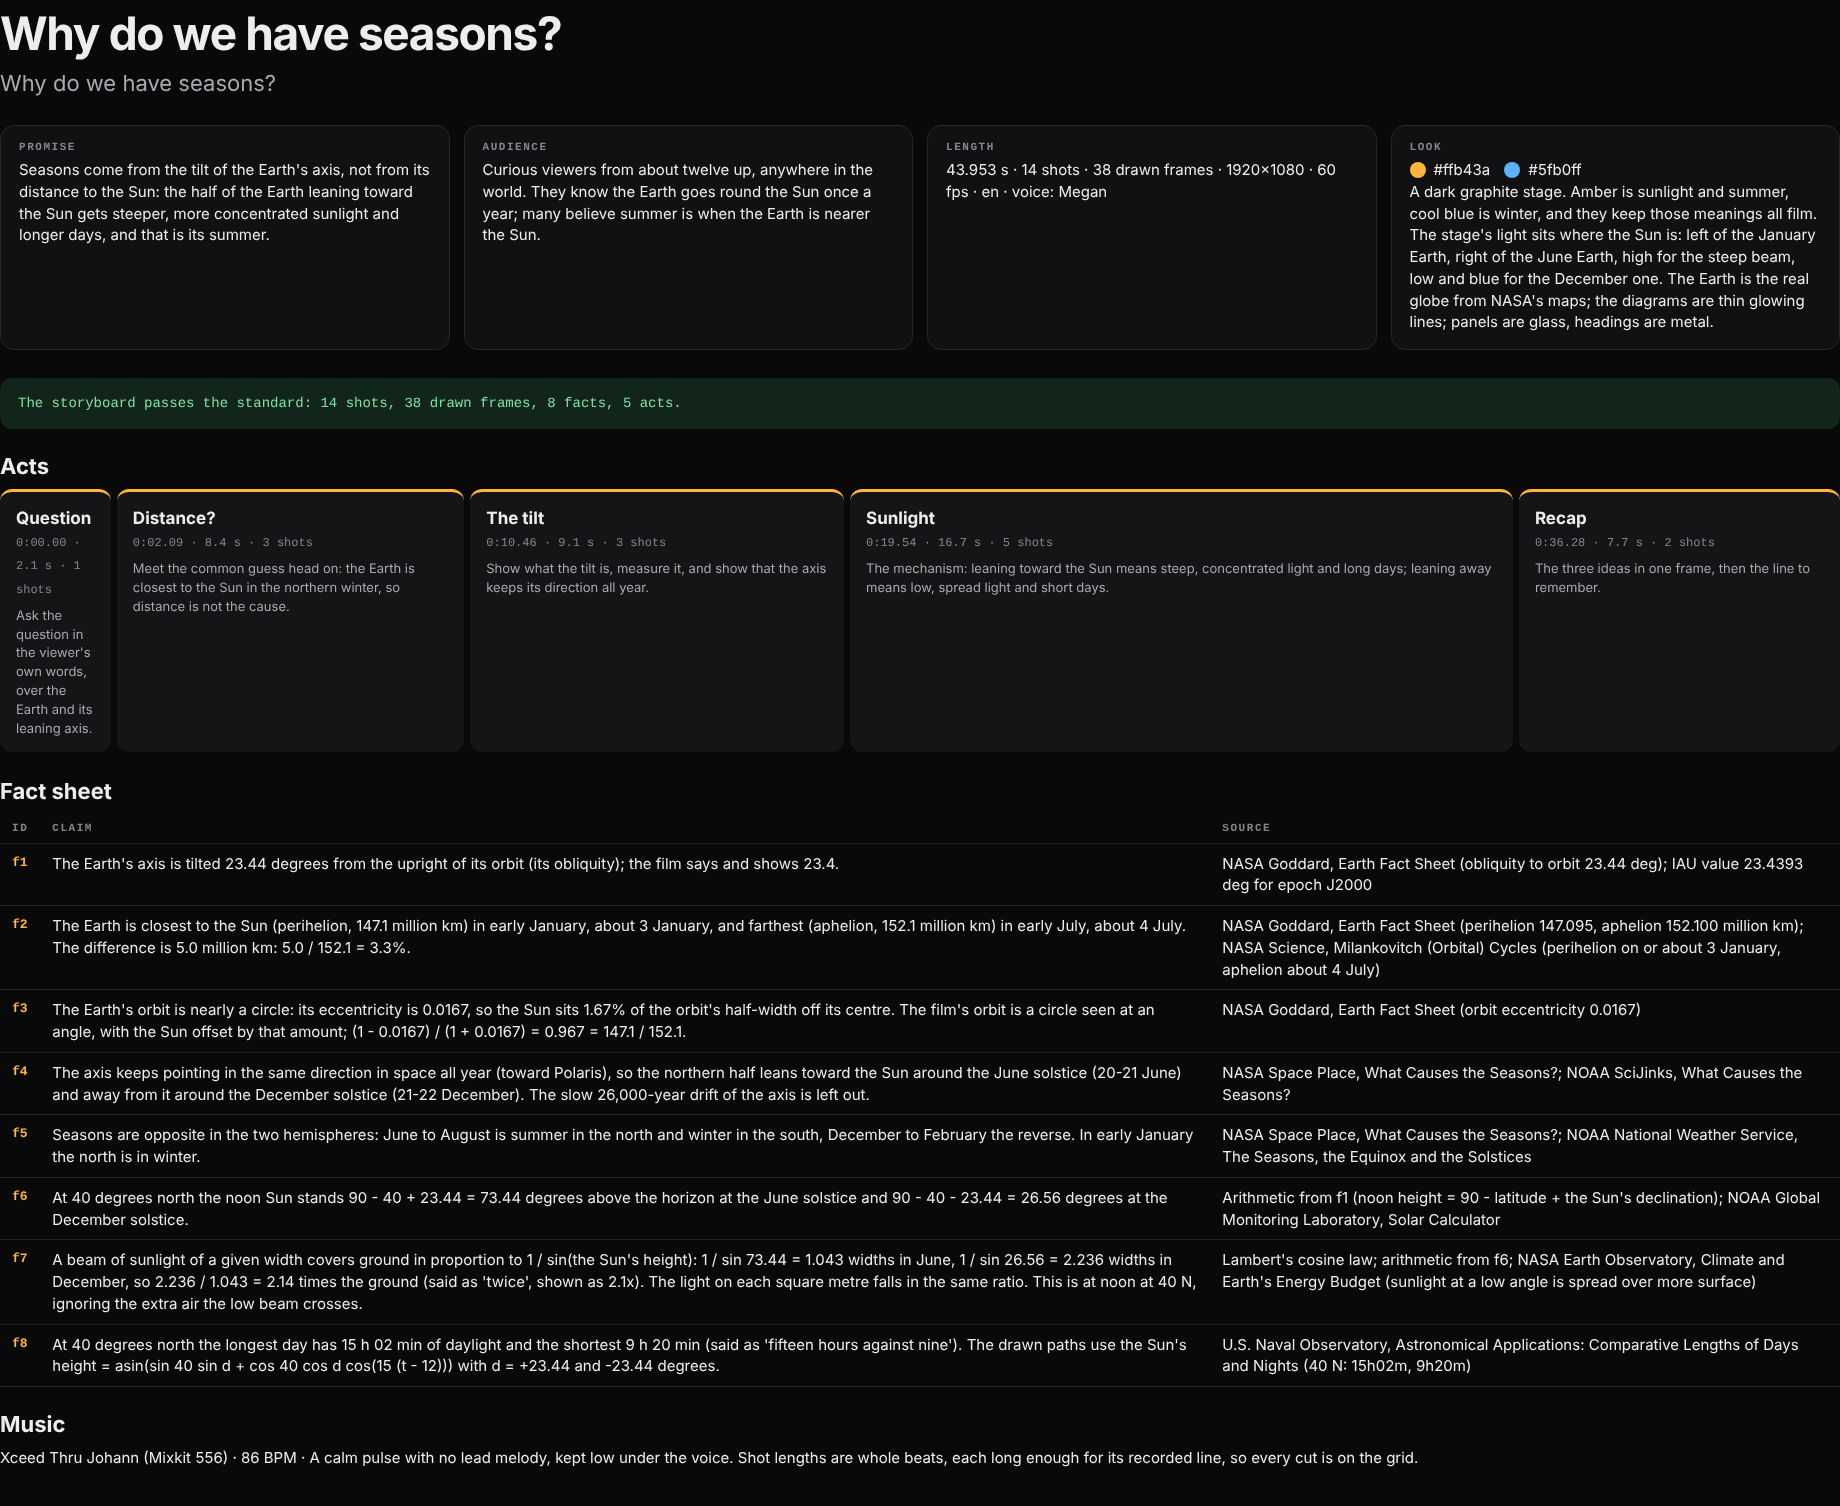 Why do we have seasons?
Why do we have seasons?
PROMISE
Seasons come from the tilt of the Earth's axis, not from its
distance to the Sun: the half of the Earth leaning toward
the Sun gets steeper, more concentrated sunlight and
longer days, and that is its summer.
AUDIENCE
Curious viewers from about twelve up, anywhere in the
world. They know the Earth goes round the Sun once a
year; many believe summer is when the Earth is nearer
the Sun.
LENGTH
43.953 s · 14 shots · 38 drawn frames · 1920×1080 · 60
fps · en · voice: Megan
LOOK
#ffb43a #5fb0ff
A dark graphite stage. Amber is sunlight and summer,
cool blue is winter, and they keep those meanings all film.
The stage's light sits where the Sun is: left of the January
Earth, right of the June Earth, high for the steep beam,
low and blue for the December one. The Earth is the real
globe from NASA's maps; the diagrams are thin glowing
lines; panels are glass, headings are metal.
The storyboard passes the standard: 14 shots, 38 drawn frames, 8 facts, 5 acts.
Acts
Question
0:00.00 ·
2.1 s · 1
shots
Ask the
question in
the viewer's
own words,
over the
Earth and its
leaning axis.
Distance?
0:02.09 · 8.4 s · 3 shots
Meet the common guess head on: the Earth is
closest to the Sun in the northern winter, so
distance is not the cause.
The tilt
0:10.46 · 9.1 s · 3 shots
Show what the tilt is, measure it, and show that the axis
keeps its direction all year.
Sunlight
0:19.54 · 16.7 s · 5 shots
The mechanism: leaning toward the Sun means steep, concentrated light and long days; leaning away
means low, spread light and short days.
Recap
0:36.28 · 7.7 s · 2 shots
The three ideas in one frame, then the line to
remember.
Fact sheet
ID CLAIM SOURCE
f1 The Earth's axis is tilted 23.44 degrees from the upright of its orbit (its obliquity); the film says and shows 23.4.
NASA Goddard, Earth Fact Sheet (obliquity to orbit 23.44 deg); IAU value 23.4393
deg for epoch J2000
f2 The Earth is closest to the Sun (perihelion, 147.1 million km) in early January, about 3 January, and farthest (aphelion, 152.1 million km) in early July, about 4 July.
The difference is 5.0 million km: 5.0 / 152.1 = 3.3%.
NASA Goddard, Earth Fact Sheet (perihelion 147.095, aphelion 152.100 million km);
NASA Science, Milankovitch (Orbital) Cycles (perihelion on or about 3 January,
aphelion about 4 July)
f3 The Earth's orbit is nearly a circle: its eccentricity is 0.0167, so the Sun sits 1.67% of the orbit's half-width off its centre. The film's orbit is a circle seen at an
angle, with the Sun offset by that amount; (1 - 0.0167) / (1 + 0.0167) = 0.967 = 147.1 / 152.1.
NASA Goddard, Earth Fact Sheet (orbit eccentricity 0.0167)
f4 The axis keeps pointing in the same direction in space all year (toward Polaris), so the northern half leans toward the Sun around the June solstice (20-21 June)
and away from it around the December solstice (21-22 December). The slow 26,000-year drift of the axis is left out.
NASA Space Place, What Causes the Seasons?; NOAA SciJinks, What Causes the
Seasons?
f5 Seasons are opposite in the two hemispheres: June to August is summer in the north and winter in the south, December to February the reverse. In early January
the north is in winter.
NASA Space Place, What Causes the Seasons?; NOAA National Weather Service,
The Seasons, the Equinox and the Solstices
f6 At 40 degrees north the noon Sun stands 90 - 40 + 23.44 = 73.44 degrees above the horizon at the June solstice and 90 - 40 - 23.44 = 26.56 degrees at the
December solstice.
Arithmetic from f1 (noon height = 90 - latitude + the Sun's declination); NOAA Global
Monitoring Laboratory, Solar Calculator
f7 A beam of sunlight of a given width covers ground in proportion to 1 / sin(the Sun's height): 1 / sin 73.44 = 1.043 widths in June, 1 / sin 26.56 = 2.236 widths in
December, so 2.236 / 1.043 = 2.14 times the ground (said as 'twice', shown as 2.1x). The light on each square metre falls in the same ratio. This is at noon at 40 N,
ignoring the extra air the low beam crosses.
Lambert's cosine law; arithmetic from f6; NASA Earth Observatory, Climate and
Earth's Energy Budget (sunlight at a low angle is spread over more surface)
f8 At 40 degrees north the longest day has 15 h 02 min of daylight and the shortest 9 h 20 min (said as 'fifteen hours against nine'). The drawn paths use the Sun's
height = asin(sin 40 sin d + cos 40 cos d cos(15 (t - 12))) with d = +23.44 and -23.44 degrees.
U.S. Naval Observatory, Astronomical Applications: Comparative Lengths of Days
and Nights (40 N: 15h02m, 9h20m)
Music
Xceed Thru Johann (Mixkit 556) · 86 BPM · A calm pulse with no lead melody, kept low under the voice. Shot lengths are whole beats, each long enough for its recorded line, so every cut is on the grid.